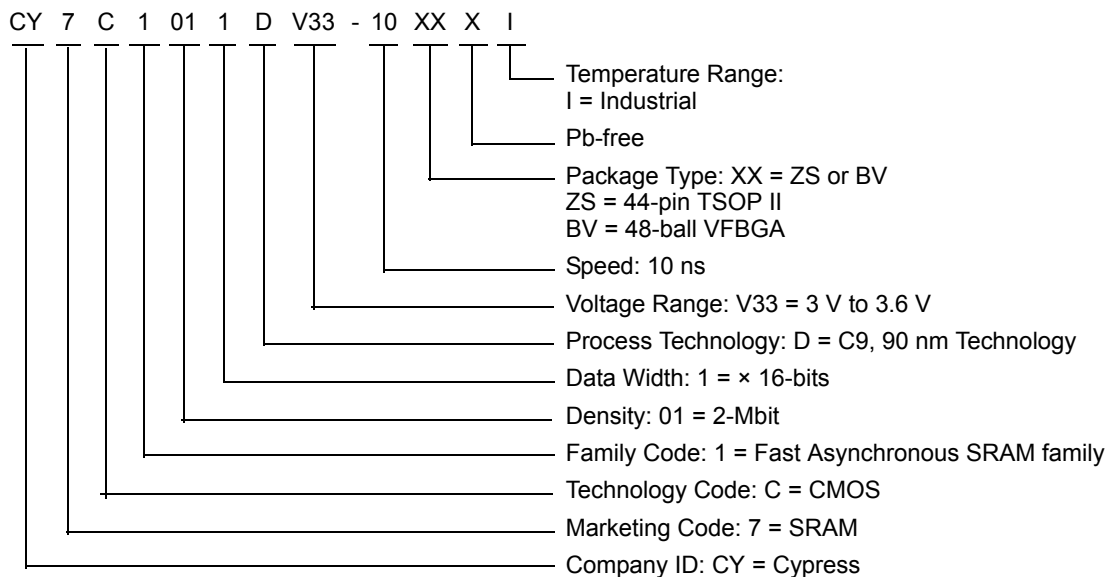 CY 7 C 1 01 1 D V33 - 10 XX X I
Temperature Range:
I = Industrial
Pb-free
Package Type: XX = ZS or BV
ZS = 44-pin TSOP II
BV = 48-ball VFBGA
Speed: 10 ns
Voltage Range: V33 = 3 V to 3.6 V
Process Technology: D = C9, 90 nm Technology
Data Width: 1 = × 16-bits
Density: 01 = 2-Mbit
Family Code: 1 = Fast Asynchronous SRAM family
Technology Code: C = CMOS
Marketing Code: 7 = SRAM
Company ID: CY = Cypress